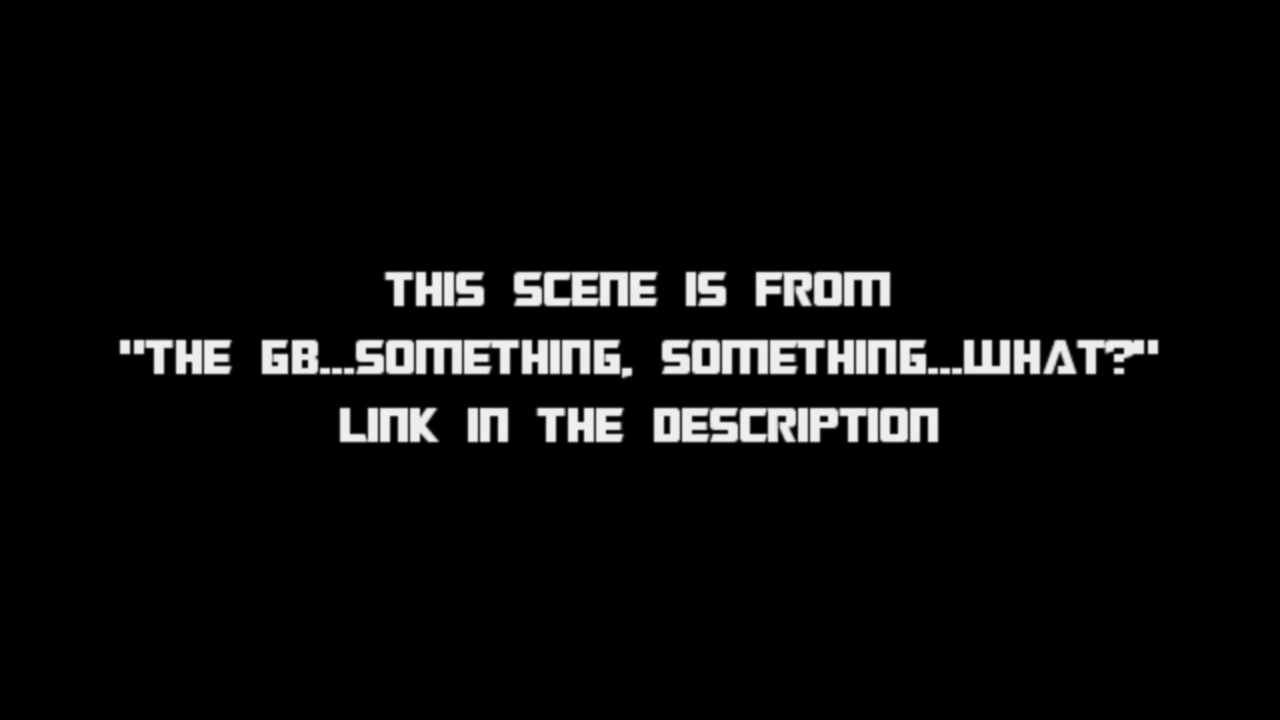 THIS SCENE IS FROM
"THE GB...SOMETHING, SOMETHING...WHAT?"
LINK IN THE DESCRIPTION